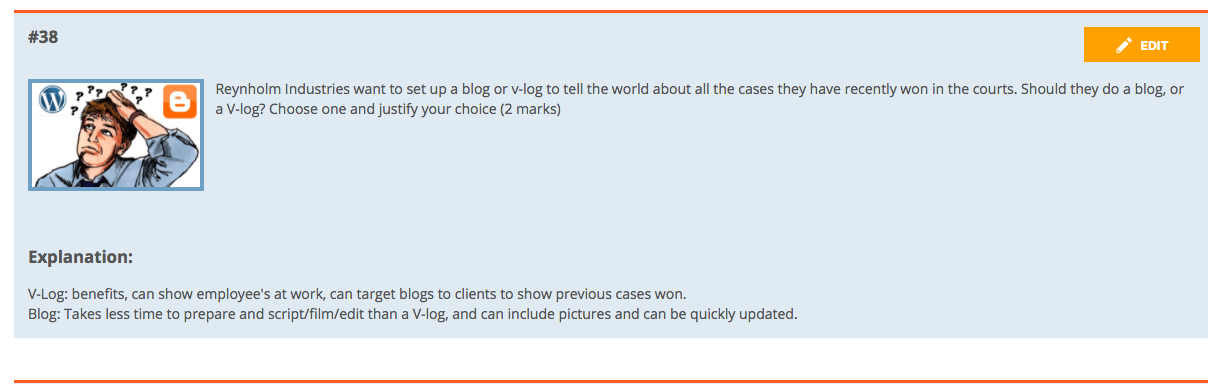 #38
EDIT
Reynholm Industries want to set up a blog or v-log to tell the world about all the cases they have recently won in the courts. Should they do a blog, or
a V-log? Choose one and justify your choice (2 marks)
? ? ? ? ? ? ? ?
Explanation:
V-Log: benefits, can show employee's at work, can target blogs to clients to show previous cases won.
Blog: Takes less time to prepare and script/film/edit than a V-log, and can include pictures and can be quickly updated.